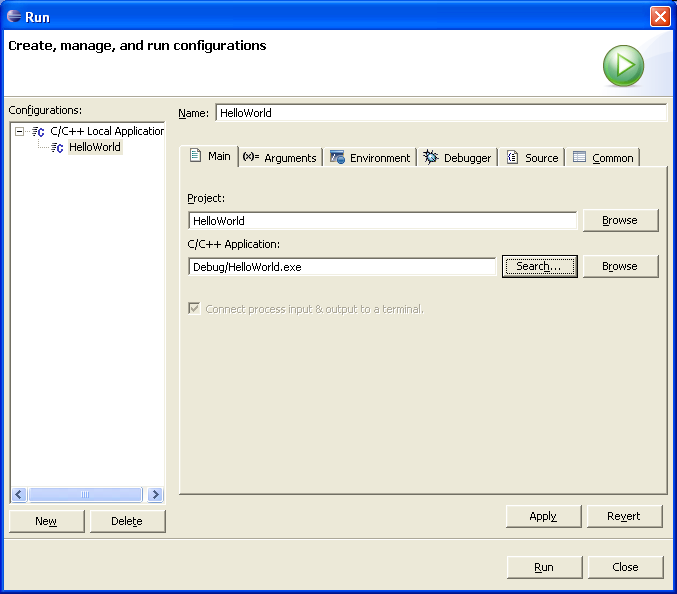 Run
Create, manage, and run configurations
Configurations:
C/C++ Local Application
HelloWorld
New
Delete
Name: HelloWorld
Main (x)= Arguments Environment Debugger Source Common
Project:
HelloWorld Browse
C/C++ Application:
Debug/HelloWorld.exe Search... Browse
Connect process input & output to a terminal.
Apply Revert
Run Close